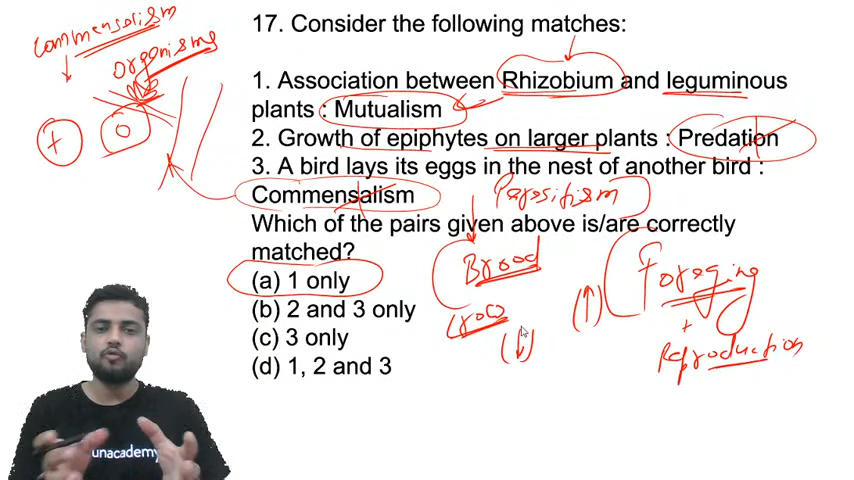 17. Consider the following matches:
Commensalism
Organisms
1. Association between Rhizobium and leguminous
plants : Mutualism
2. Growth of epiphytes on larger plants : Predation
3. A bird lays its eggs in the nest of another bird :
Commensalism
Parasitism
Which of the pairs given above is/are correctly
matched?
Brood
Foraging
(a) 1 only
(b) 2 and 3 only
Crow
(↑)
+
Reproduction
(c) 3 only
(↓)
(d) 1, 2 and 3
unacademy